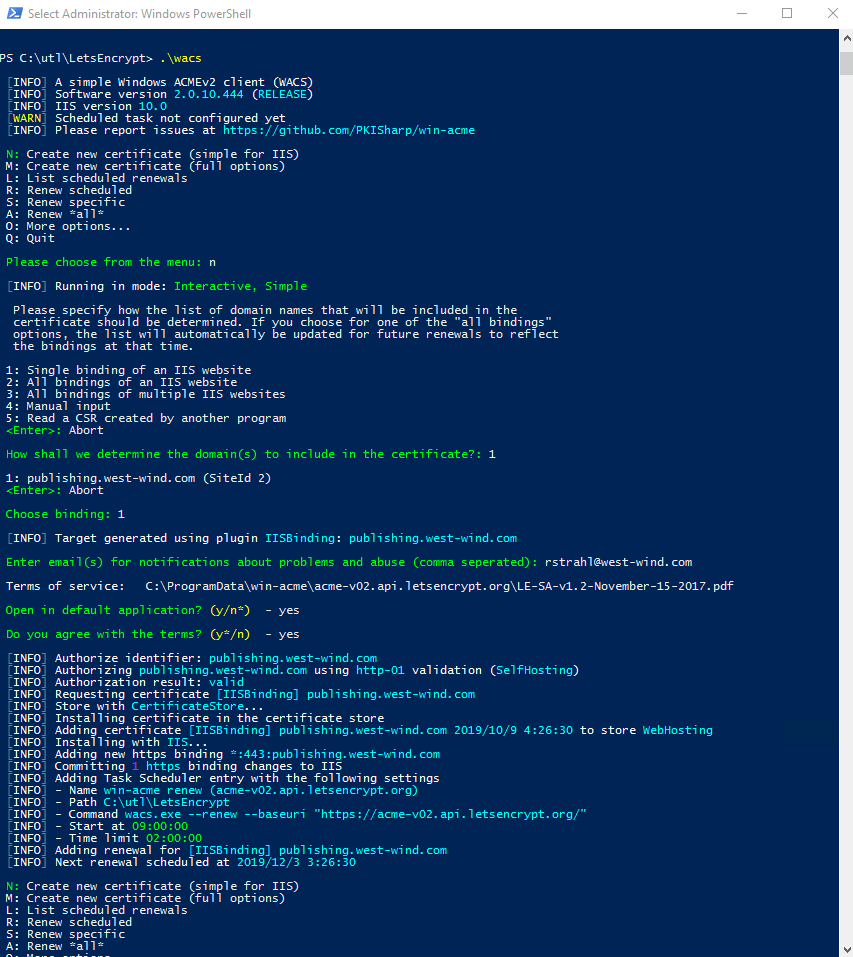 Select Administrator: Windows PowerShell
PS C:\utl\LetsEncrypt> .\wacs
[INFO] A simple Windows ACMEv2 client (WACS)
[INFO] Software version 2.0.10.444 (RELEASE)
[INFO] IIS version 10.0
[WARN] Scheduled task not configured yet
[INFO] Please report issues at https://github.com/PKISharp/win-acme
N: Create new certificate (simple for IIS)
M: Create new certificate (full options)
L: List scheduled renewals
R: Renew scheduled
S: Renew specific
A: Renew *all*
O: More options...
Q: Quit
Please choose from the menu: n
[INFO] Running in mode: Interactive, Simple
Please specify how the list of domain names that will be included in the
certificate should be determined. If you choose for one of the "all bindings"
options, the list will automatically be updated for future renewals to reflect
the bindings at that time.
1: Single binding of an IIS website
2: All bindings of an IIS website
3: All bindings of multiple IIS websites
4: Manual input
5: Read a CSR created by another program
<Enter>: Abort
How shall we determine the domain(s) to include in the certificate?: 1
1: publishing.west-wind.com (SiteId 2)
<Enter>: Abort
Choose binding: 1
[INFO] Target generated using plugin IISBinding: publishing.west-wind.com
Enter email(s) for notifications about problems and abuse (comma seperated): rstrahl@west-wind.com
Terms of service:   C:\ProgramData\win-acme\acme-v02.api.letsencrypt.org\LE-SA-v1.2-November-15-2017.pdf
Open in default application? (y/n*)  - yes
Do you agree with the terms? (y*/n)  - yes
[INFO] Authorize identifier: publishing.west-wind.com
[INFO] Authorizing publishing.west-wind.com using http-01 validation (SelfHosting)
[INFO] Authorization result: valid
[INFO] Requesting certificate [IISBinding] publishing.west-wind.com
[INFO] Store with CertificateStore...
[INFO] Installing certificate in the certificate store
[INFO] Adding certificate [IISBinding] publishing.west-wind.com 2019/10/9 4:26:30 to store WebHosting
[INFO] Installing with IIS...
[INFO] Adding new https binding *:443:publishing.west-wind.com
[INFO] Committing 1 https binding changes to IIS
[INFO] Adding Task Scheduler entry with the following settings
[INFO] - Name win-acme renew (acme-v02.api.letsencrypt.org)
[INFO] - Path C:\utl\LetsEncrypt
[INFO] - Command wacs.exe --renew --baseuri "https://acme-v02.api.letsencrypt.org/"
[INFO] - Start at 09:00:00
[INFO] - Time limit 02:00:00
[INFO] Adding renewal for [IISBinding] publishing.west-wind.com
[INFO] Next renewal scheduled at 2019/12/3 3:26:30
N: Create new certificate (simple for IIS)
M: Create new certificate (full options)
L: List scheduled renewals
R: Renew scheduled
S: Renew specific
A: Renew *all*